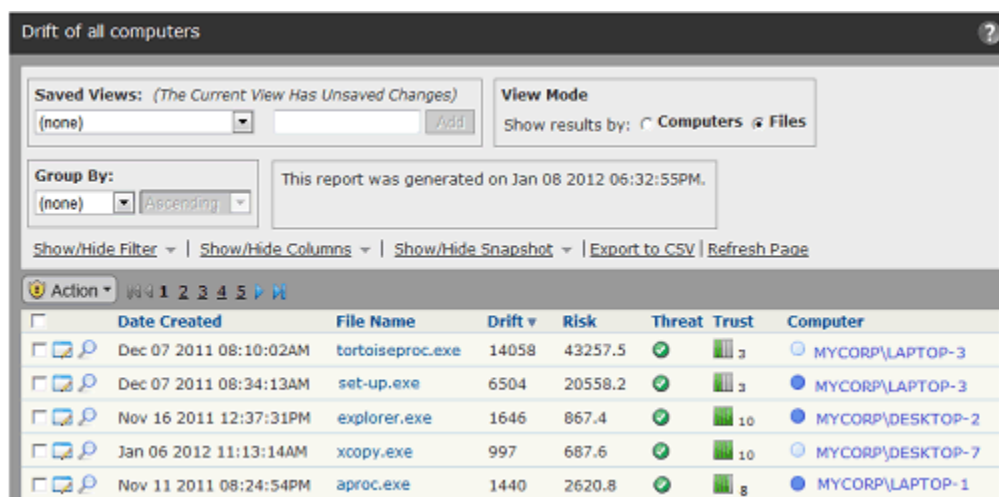 Drift of all computers
?
Saved Views: (The Current View Has Unsaved Changes)
(none)
Add
View Mode
Show results by: Computers Files
Group By:
(none)
Ascending
This report was generated on Jan 08 2012 06:32:55PM.
Show/Hide Filter | Show/Hide Columns | Show/Hide Snapshot | Export to CSV | Refresh Page
Action 1 2 3 4 5
Date Created File Name Drift Risk Threat Trust Computer
Dec 07 2011 08:10:02AM tortoiseproc.exe 14058 43257.5 3 MYCORP\LAPTOP-3
Dec 07 2011 08:34:13AM set-up.exe 6504 20558.2 3 MYCORP\LAPTOP-3
Nov 16 2011 12:37:31PM explorer.exe 1646 867.4 10 MYCORP\DESKTOP-2
Jan 06 2012 11:13:14AM xcopy.exe 997 687.6 10 MYCORP\DESKTOP-7
Nov 11 2011 08:24:54PM aproc.exe 1440 2620.8 8 MYCORP\LAPTOP-1